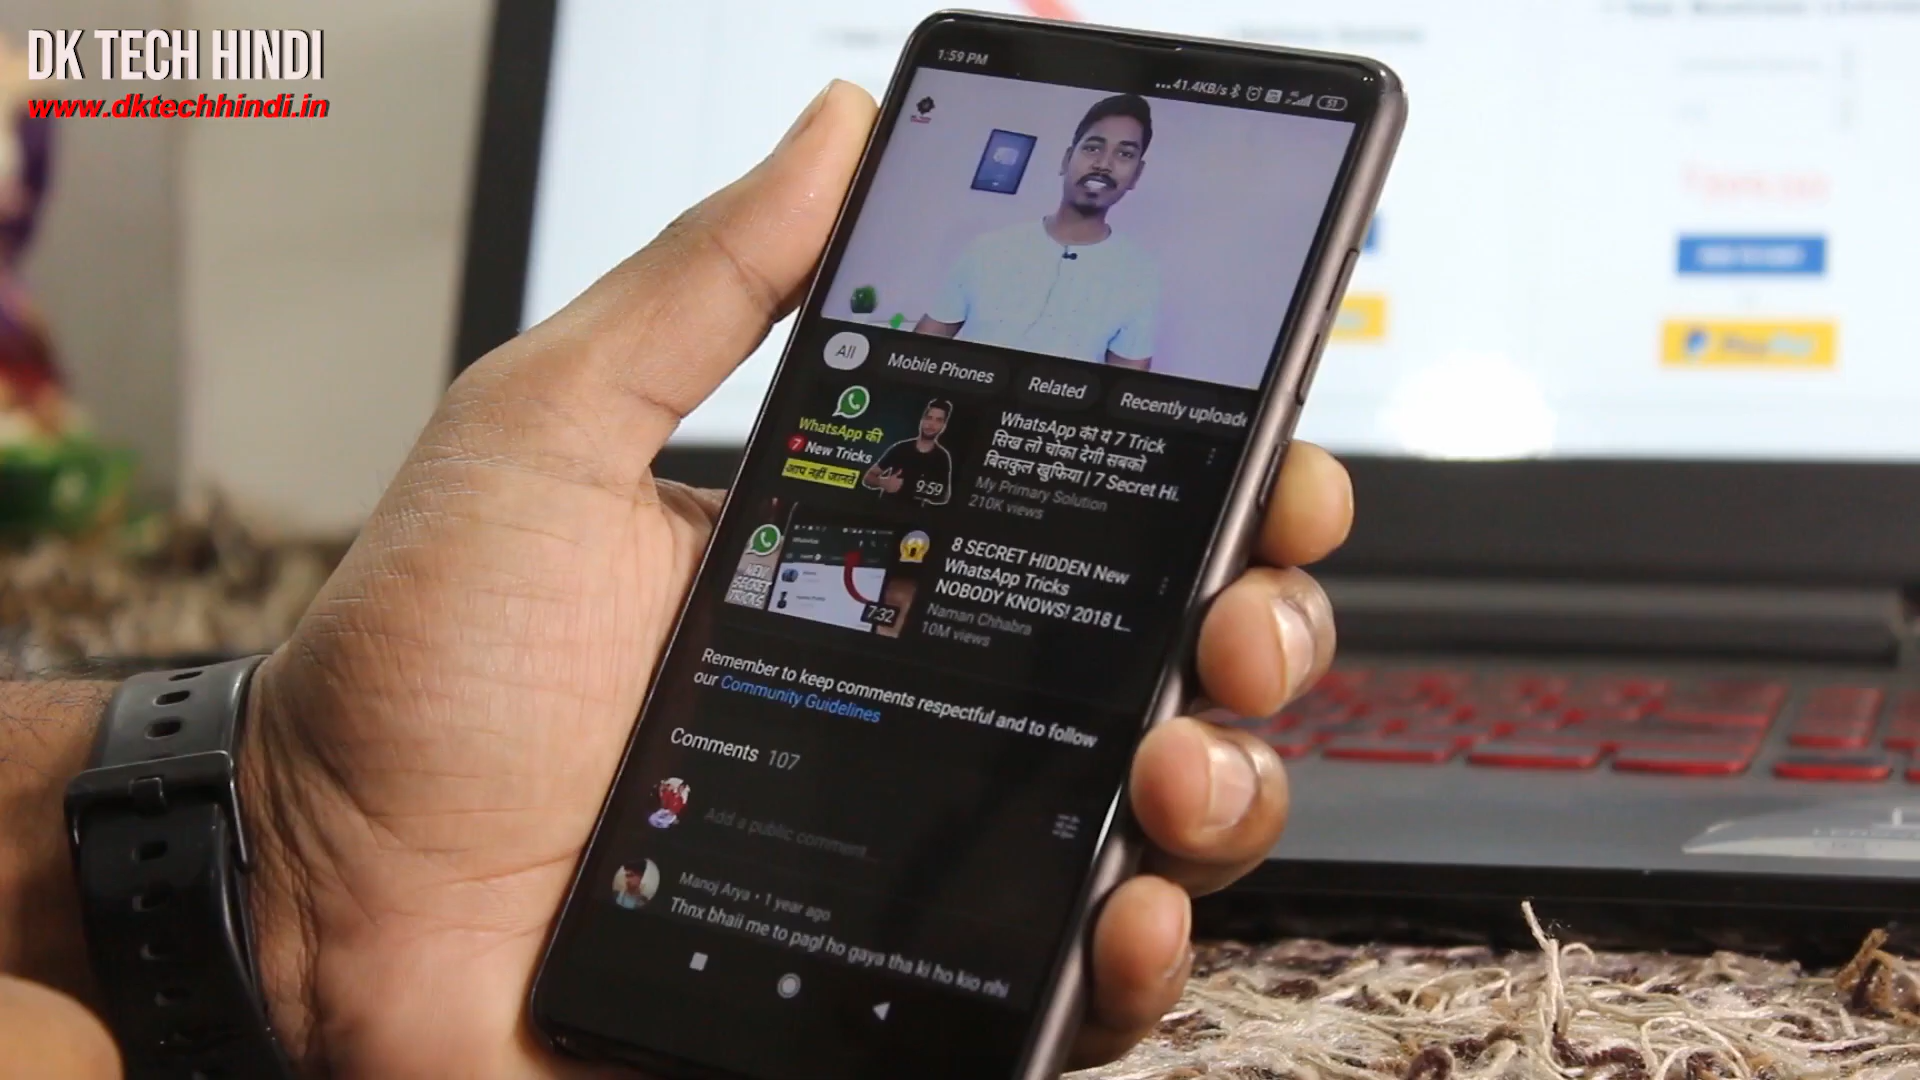 DK TECH HINDI
www.dktechhindi.in
1:59 PM
...41.4KB/s
51
All
Mobile Phones
Related
Recently uploade
WhatsApp की
7 New Tricks
आप नहीं जानते
9:59
WhatsApp की ये 7 Trick
सिख लो चोका देगी सबको
बिलकुल खुफिया | 7 Secret Hi.
My Primary Solution
210K views
NEW
SECRET
TRICKS
7:32
8 SECRET HIDDEN New
WhatsApp Tricks
NOBODY KNOWS! 2018 L...
Naman Chhabra
10M views
Remember to keep comments respectful and to follow
our Community Guidelines
Comments 107
Add a public comment...
Manoj Arya • 1 year ago
Thnx bhaii me to pagl ho gaya tha ki ho kio nhi